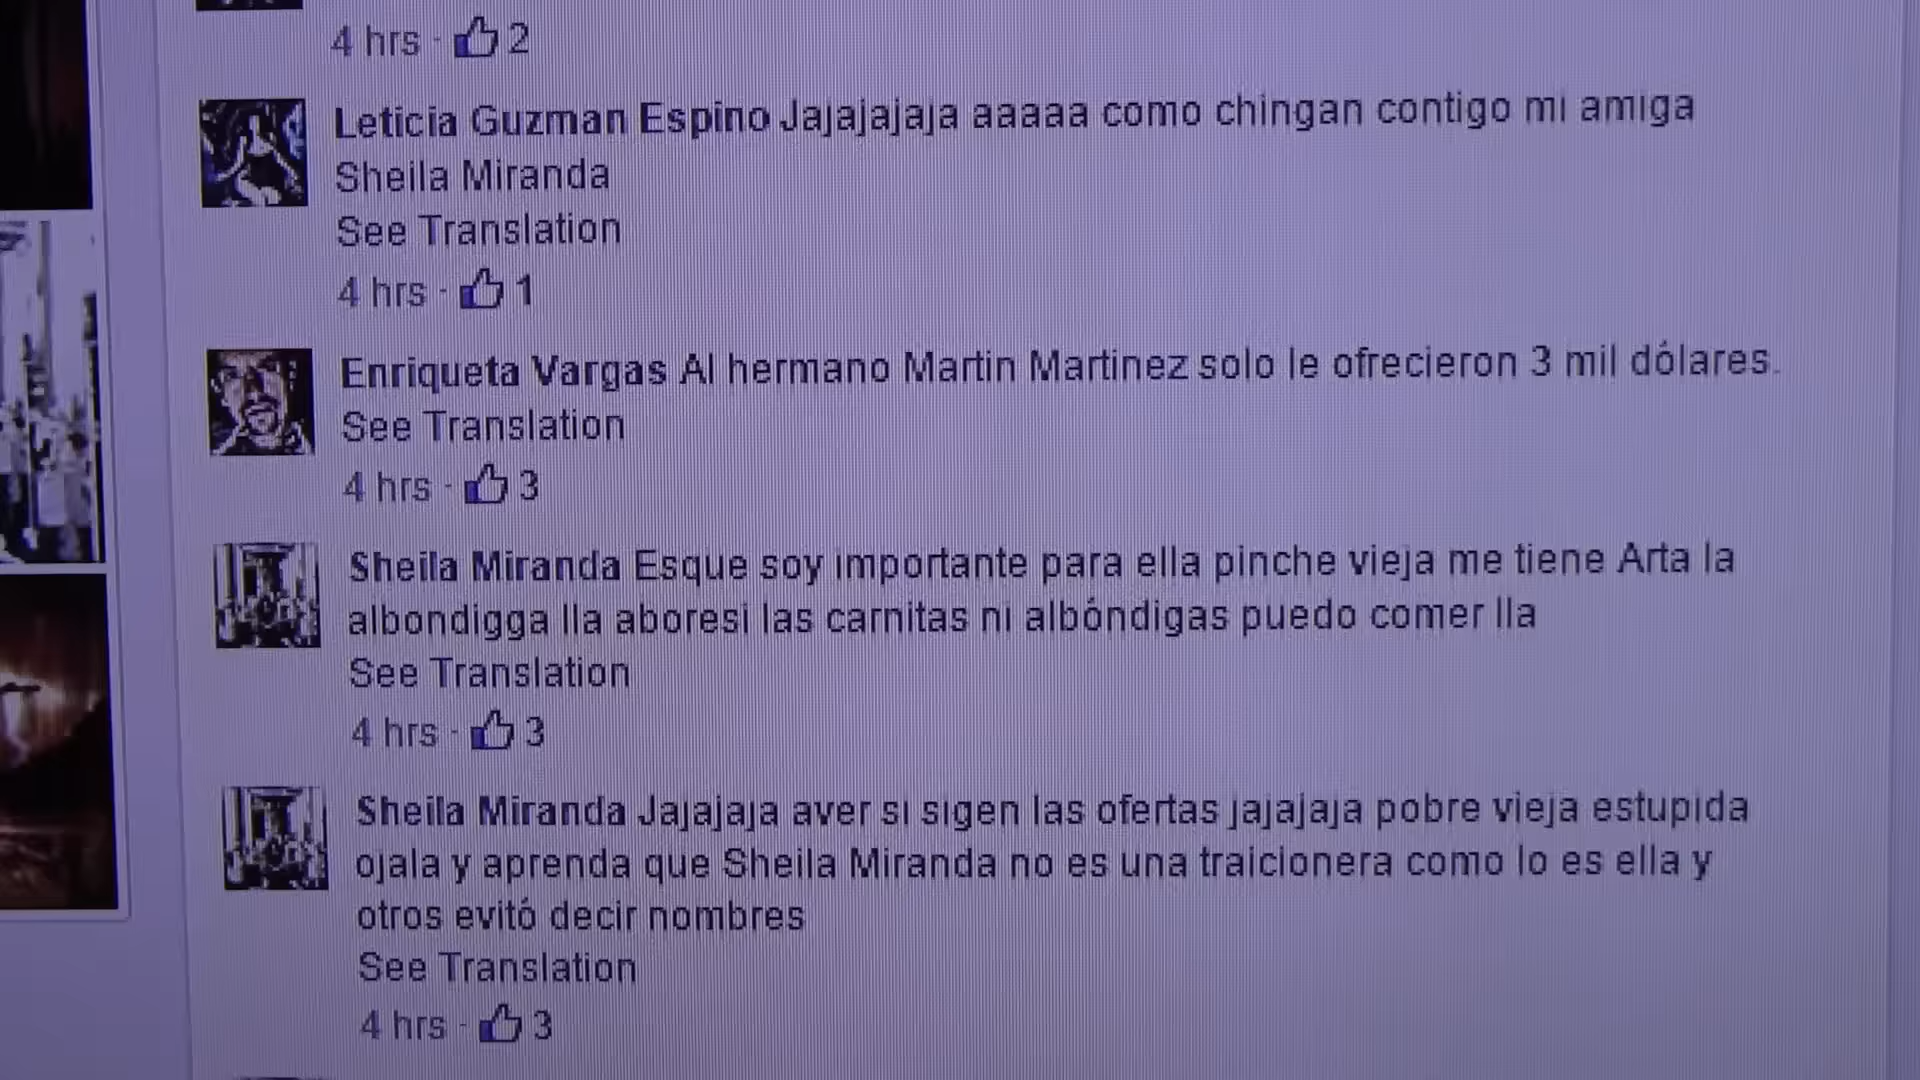 4 hrs · 2
Leticia Guzman Espino Jajajajaja aaaaa como chingan contigo mi amiga
Sheila Miranda
See Translation
4 hrs · 1
Enriqueta Vargas Al hermano Martin Martinez solo le ofrecieron 3 mil dólares.
See Translation
4 hrs · 3
Sheila Miranda Esque soy importante para ella pinche vieja me tiene Arta la
albondigga lla aboresi las carnitas ni albóndigas puedo comer lla
See Translation
4 hrs · 3
Sheila Miranda Jajajaja aver si sigen las ofertas jajajaja pobre vieja estupida
ojala y aprenda que Sheila Miranda no es una traicionera como lo es ella y
otros evitó decir nombres
See Translation
4 hrs · 3